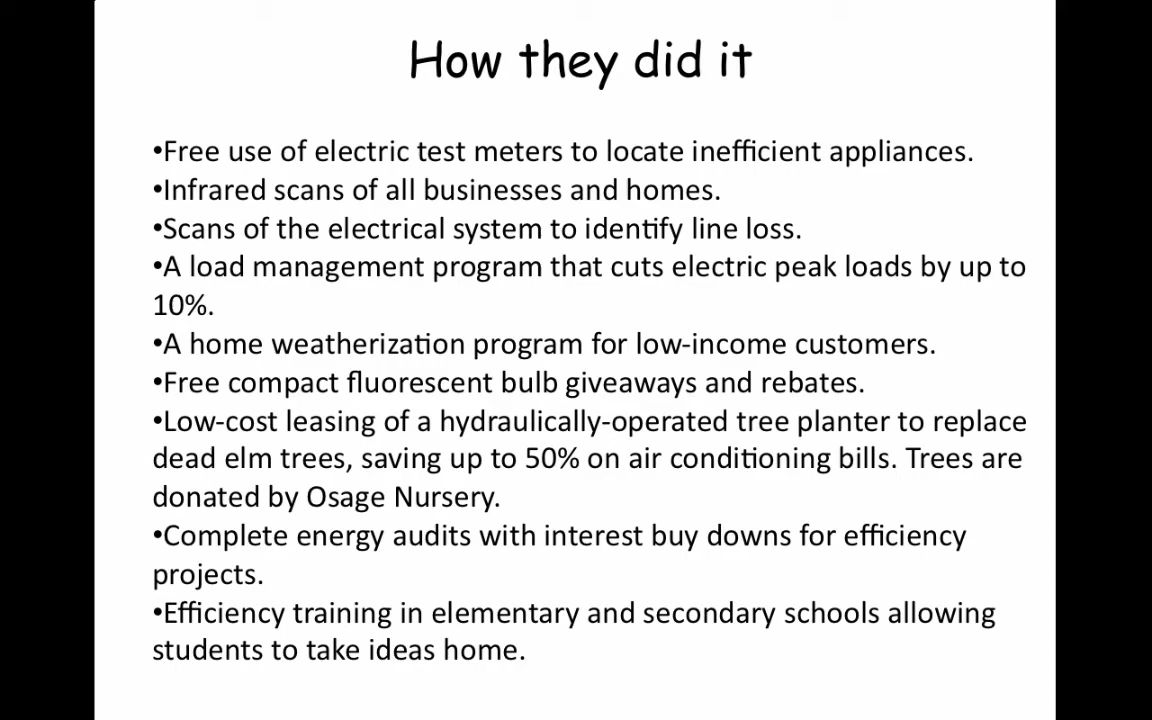 How they did it
•Free use of electric test meters to locate inefficient appliances.
•Infrared scans of all businesses and homes.
•Scans of the electrical system to identify line loss.
•A load management program that cuts electric peak loads by up to
10%.
•A home weatherization program for low-income customers.
•Free compact fluorescent bulb giveaways and rebates.
•Low-cost leasing of a hydraulically-operated tree planter to replace
dead elm trees, saving up to 50% on air conditioning bills. Trees are
donated by Osage Nursery.
•Complete energy audits with interest buy downs for efficiency
projects.
•Efficiency training in elementary and secondary schools allowing
students to take ideas home.